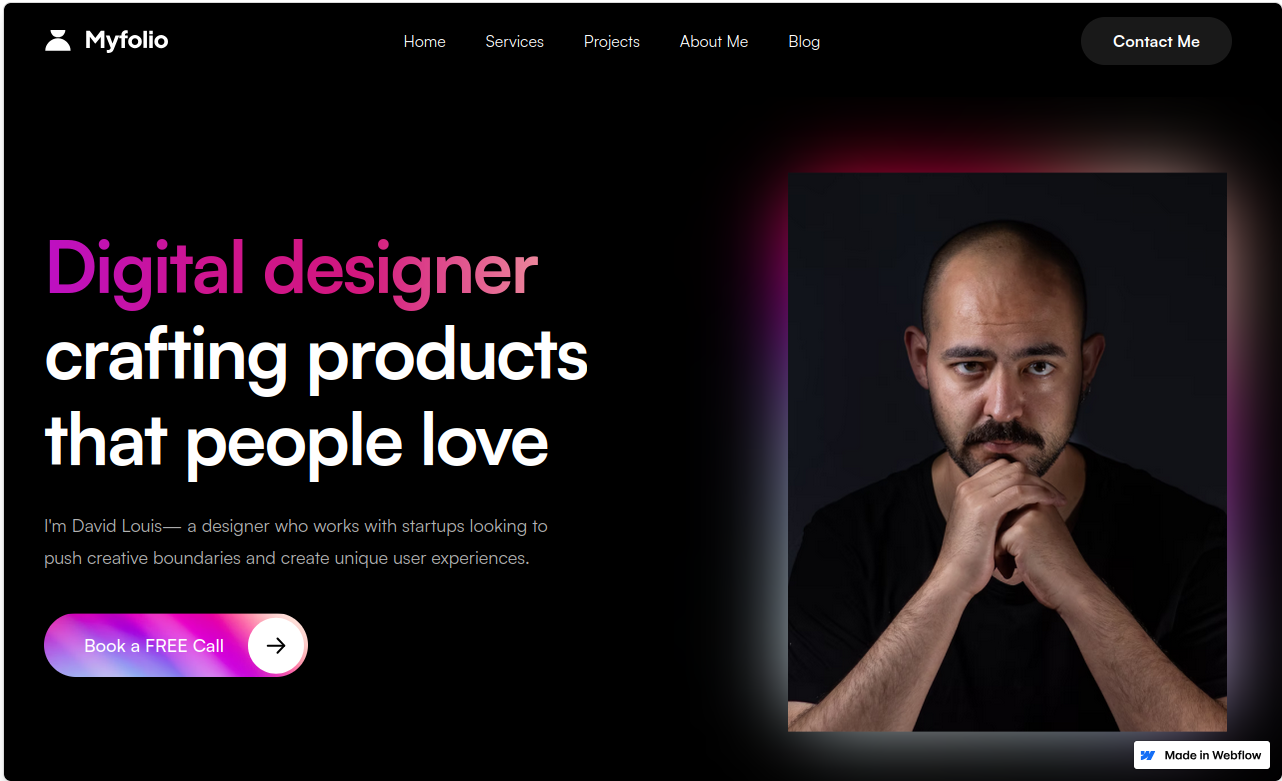 Myfolio
Home Services Projects About Me Blog
Contact Me
Digital designer
crafting products
that people love
I'm David Louis— a designer who works with startups looking to
push creative boundaries and create unique user experiences.
Book a FREE Call
Made in Webflow